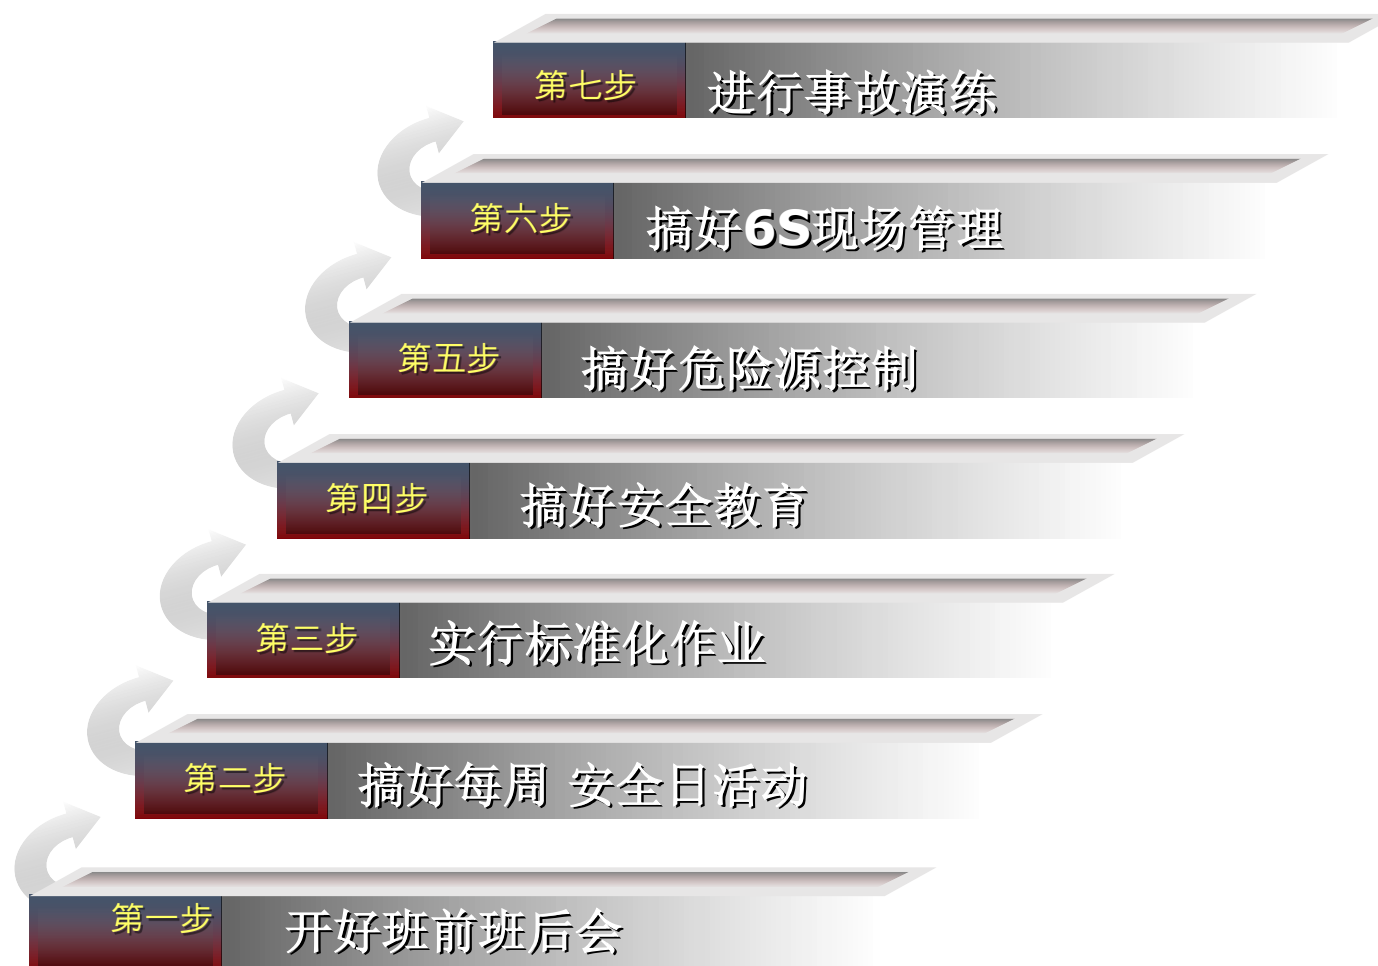 第七步 进行事故演练
第六步 搞好6S现场管理
第五步 搞好危险源控制
第四步 搞好安全教育
第三步 实行标准化作业
第二步 搞好每周 安全日活动
第一步 开好班前班后会